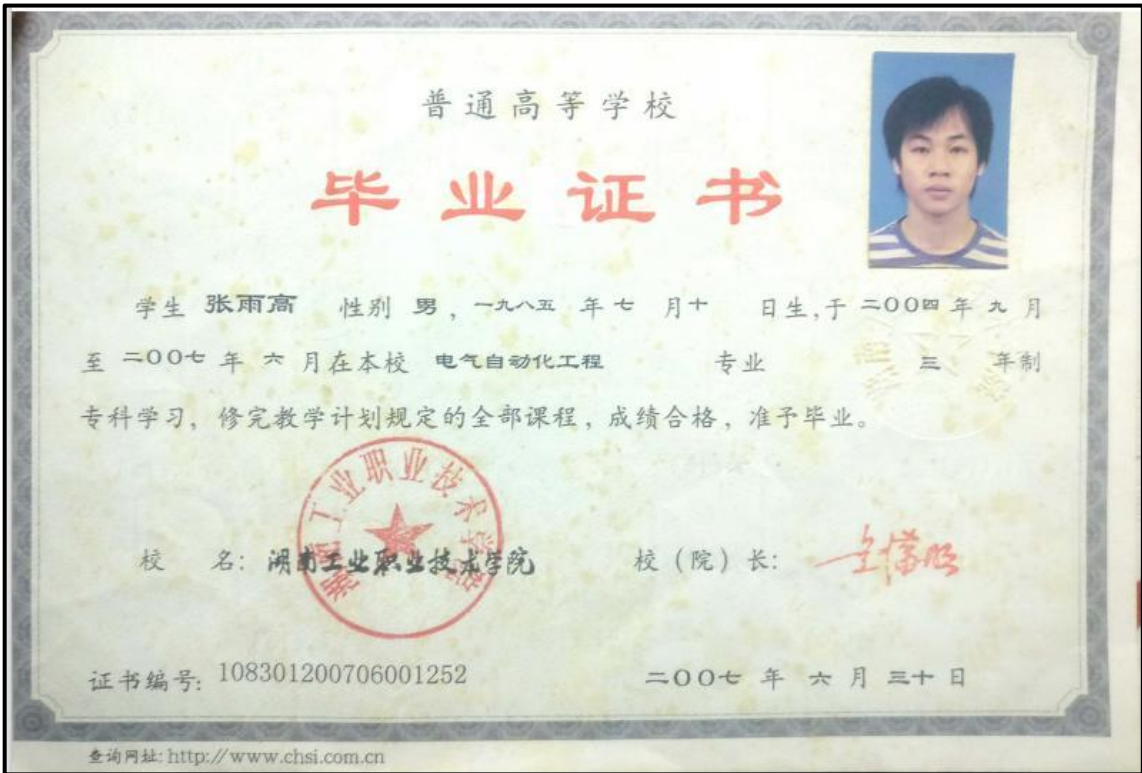 普通高等学校
毕业证书
学生 张雨高 性别 男，一九八五 年 七 月十 日生，于 二〇〇四 年 九 月
至 二〇〇七 年 六 月在本校 电气自动化工程 专业 三 年制
专科学习，修完教学计划规定的全部课程，成绩合格，准予毕业。
湖南工业职业技术学院
校 名：湖南工业职业技术学院 校（院）长：
证书编号：108301200706001252 二〇〇七 年 六 月 三十 日
查询网址：http://www.chsi.com.cn